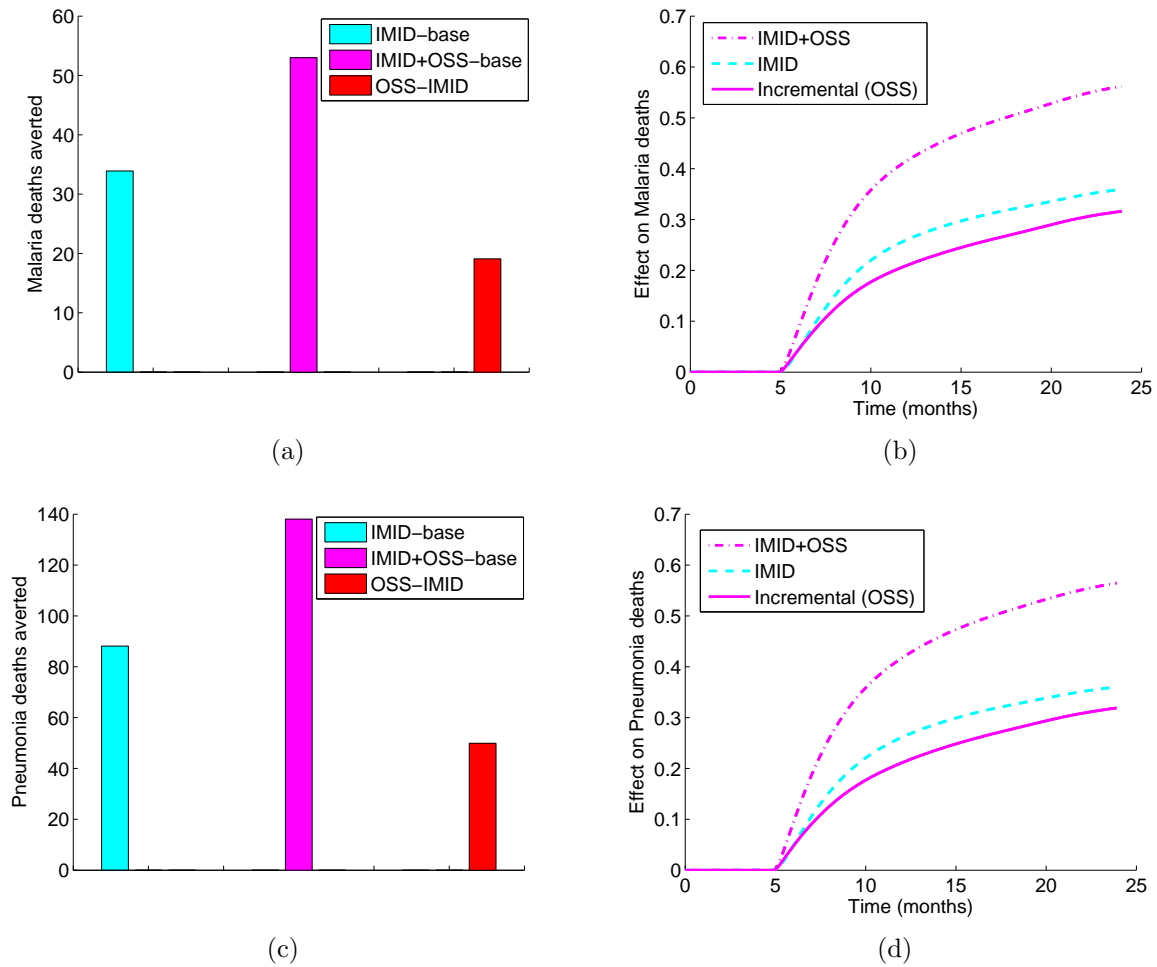 60
50
40
30
20
10
0
Malaria deaths averted
IMID−base
IMID+OSS−base
OSS−IMID
(a)
0.7
0.6
0.5
0.4
0.3
0.2
0.1
0
Effect on Malaria deaths
IMID+OSS
IMID
Incremental (OSS)
0 5 10 15 20 25
Time (months)
(b)
140
120
100
80
60
40
20
0
Pneumonia deaths averted
IMID−base
IMID+OSS−base
OSS−IMID
(c)
0.7
0.6
0.5
0.4
0.3
0.2
0.1
0
Effect on Pneumonia deaths
IMID+OSS
IMID
Incremental (OSS)
0 5 10 15 20 25
Time (months)
(d)